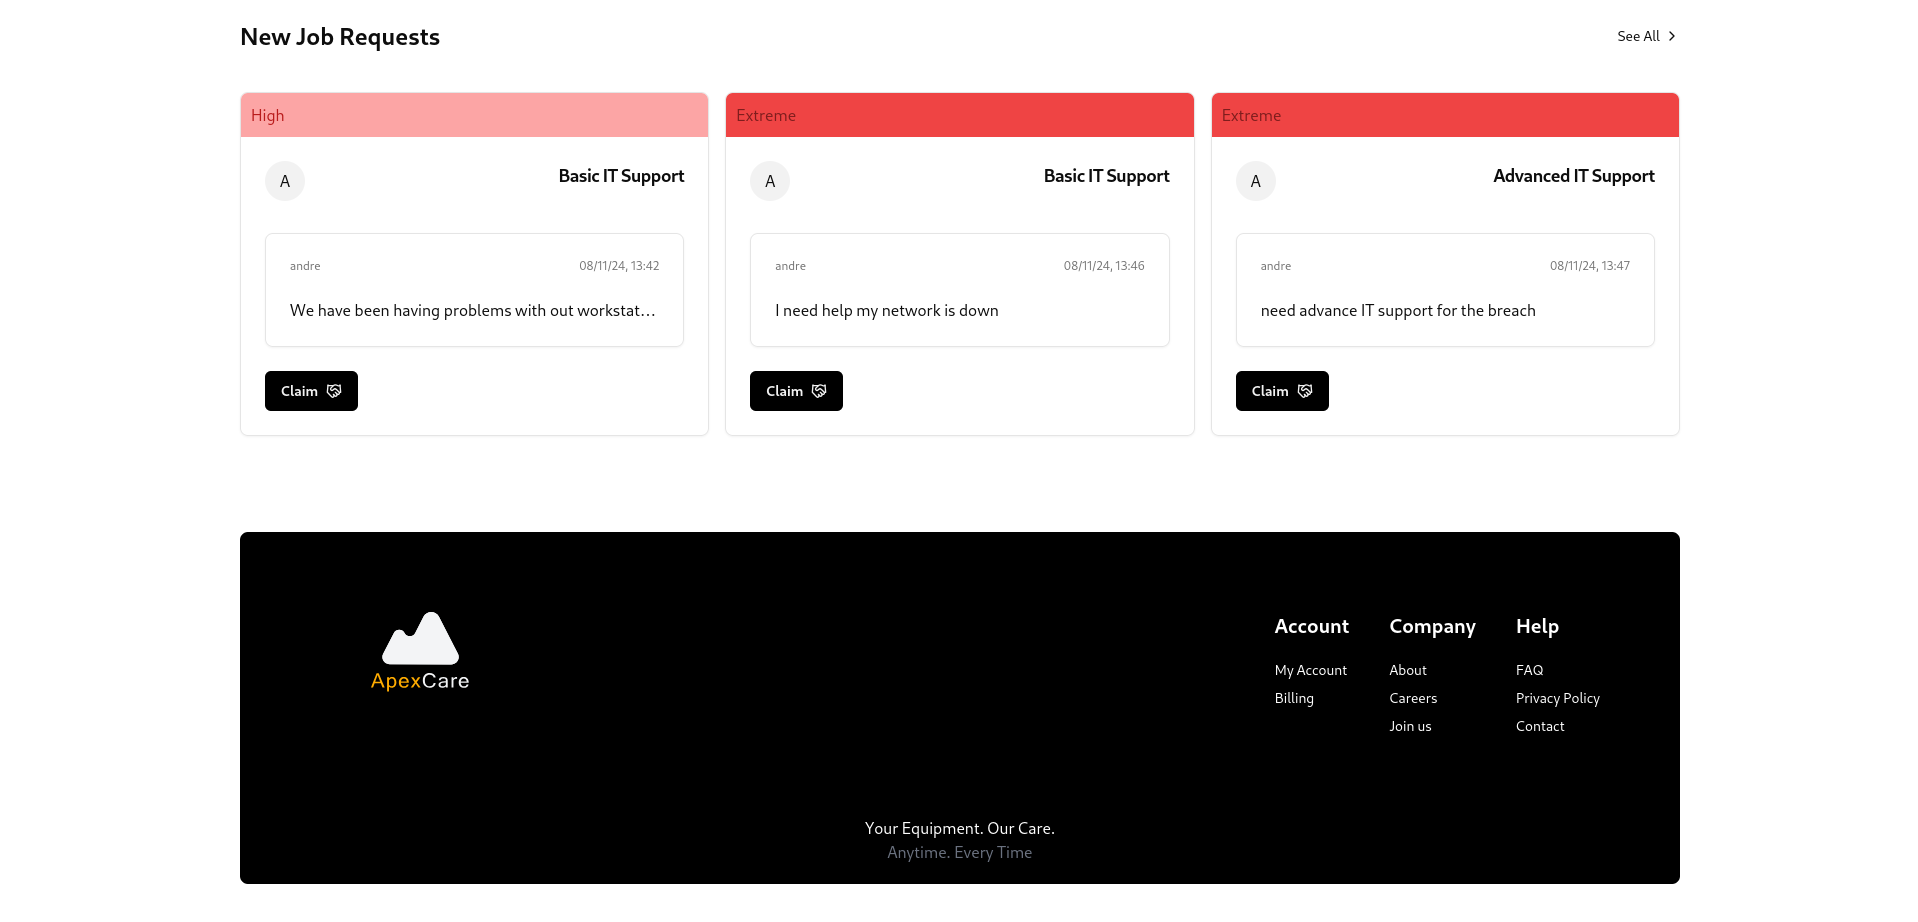 New Job Requests
See All
High
A
Basic IT Support
andre
08/11/24, 13:42
We have been having problems with out workstat...
Claim
Extreme
A
Basic IT Support
andre
08/11/24, 13:46
I need help my network is down
Claim
Extreme
A
Advanced IT Support
andre
08/11/24, 13:47
need advance IT support for the breach
Claim
ApexCare
Account
My Account
Billing
Company
About
Careers
Join us
Help
FAQ
Privacy Policy
Contact
Your Equipment. Our Care.
Anytime. Every Time